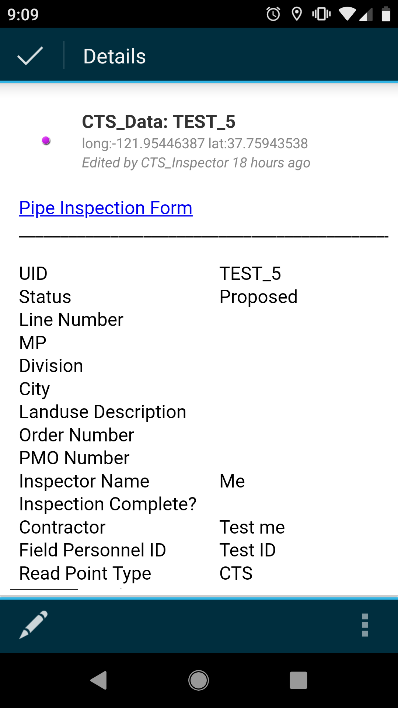 9:09
Details
CTS_Data: TEST_5
long:-121.95446387 lat:37.75943538
Edited by CTS_Inspector 18 hours ago
Pipe Inspection Form
UID TEST_5
Status Proposed
Line Number
MP
Division
City
Landuse Description
Order Number
PMO Number
Inspector Name Me
Inspection Complete?
Contractor Test me
Field Personnel ID Test ID
Read Point Type CTS